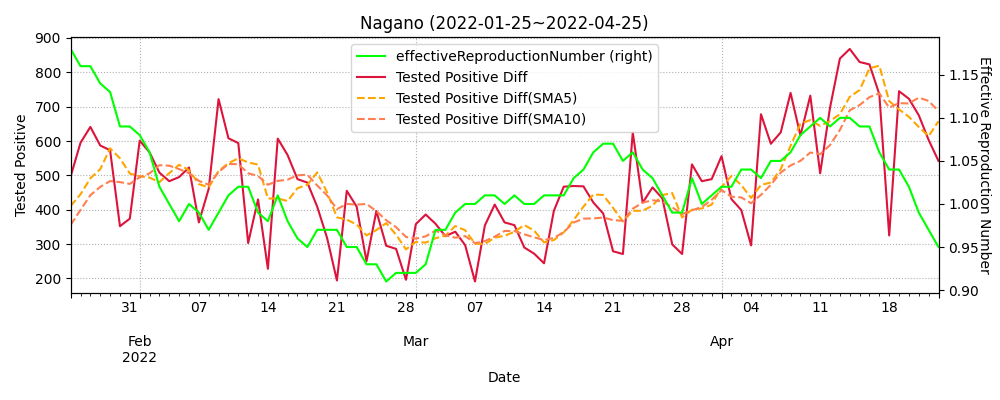 Nagano (2022-01-25~2022-04-25)
effectiveReproductionNumber (right)
Tested Positive Diff
Tested Positive Diff(SMA5)
Tested Positive Diff(SMA10)
Tested Positive
900
800
700
600
500
400
300
200
1.15
1.10
1.05
1.00
0.95
0.90
Effective Reproduction Number
31 07 14 21 28 07 14 21 28 04 11 18
Feb Mar Apr
2022
Date